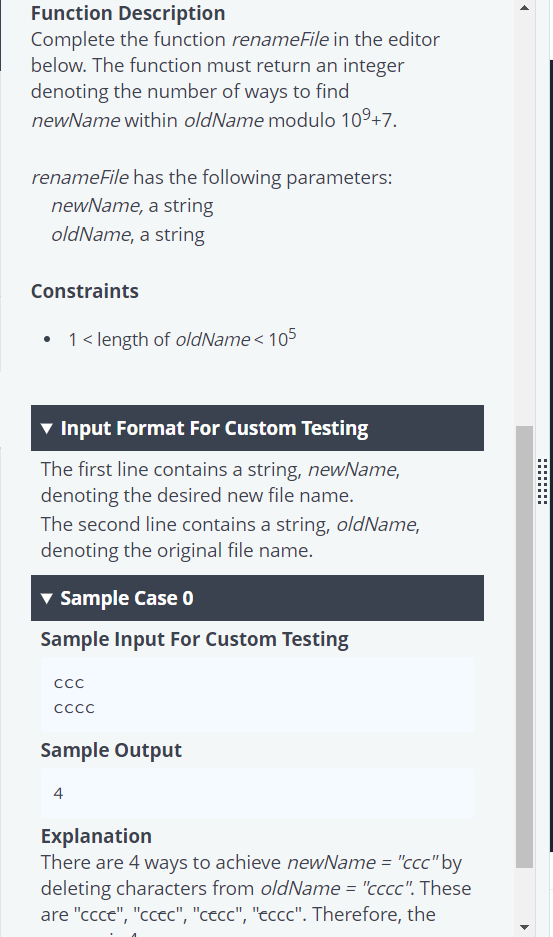 Function Description
Complete the function renameFile in the editor
below. The function must return an integer
denoting the number of ways to find
newName within oldName modulo 10⁹+7.
renameFile has the following parameters:
newName, a string
oldName, a string
Constraints
• 1 < length of oldName < 10⁵
▼ Input Format For Custom Testing
The first line contains a string, newName,
denoting the desired new file name.
The second line contains a string, oldName,
denoting the original file name.
▼ Sample Case 0
Sample Input For Custom Testing
ccc
cccc
Sample Output
4
Explanation
There are 4 ways to achieve newName = "ccc" by
deleting characters from oldName = "cccc". These
are "cccc", "cccc", "cccc", "cccc". Therefore, the